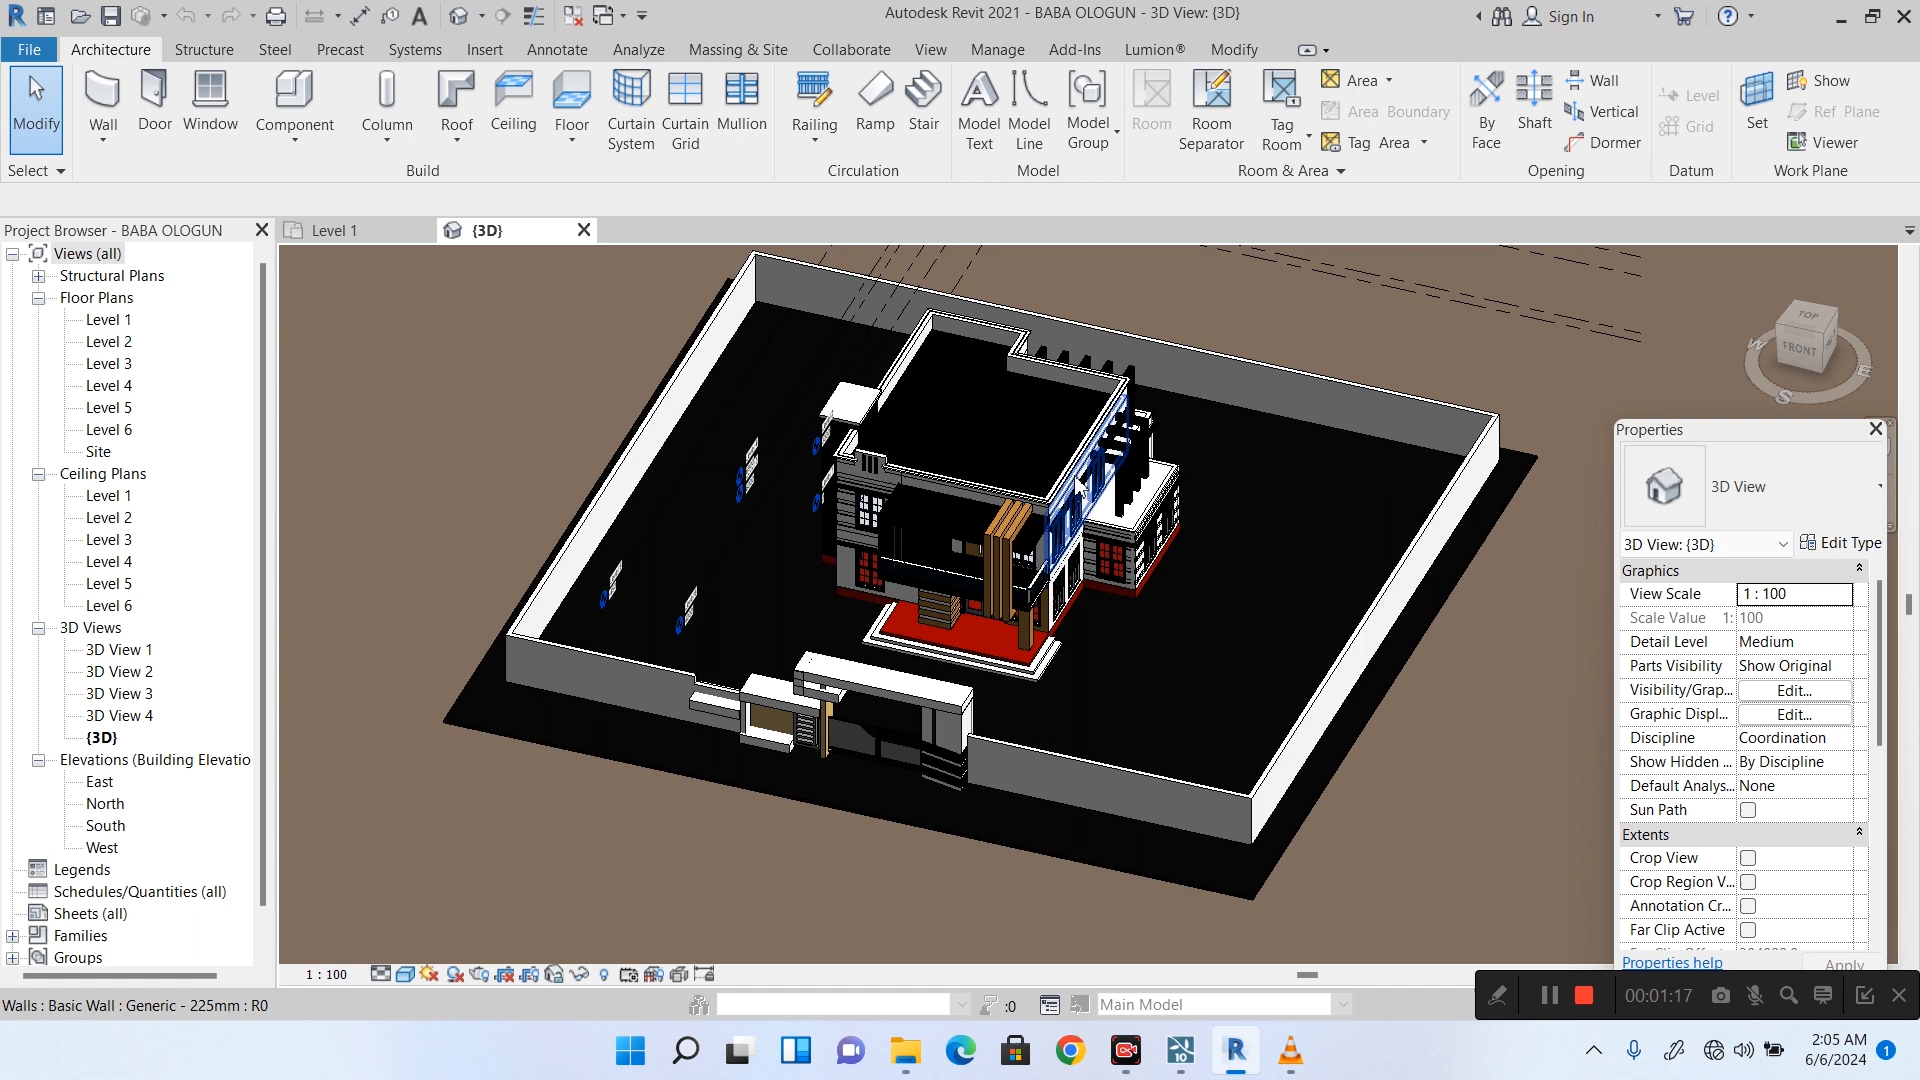 Autodesk Revit 2021 - BABA OLOGUN - 3D View: {3D}
Sign In
File
Architecture
Structure
Steel
Precast
Systems
Insert
Annotate
Analyze
Massing & Site
Collaborate
View
Manage
Add-Ins
Lumion®
Modify
Modify
Wall
Door
Window
Component
Column
Roof
Ceiling
Floor
Curtain System
Curtain Grid
Mullion
Railing
Ramp
Stair
Model Text
Model Line
Model Group
Room
Room Separator
Tag Room
Area
Area Boundary
Tag Area
By Face
Shaft
Wall
Vertical
Dormer
Level
Grid
Set
Show
Ref Plane
Viewer
Select
Build
Circulation
Model
Room & Area
Opening
Datum
Work Plane
Project Browser - BABA OLOGUN
Level 1
{3D}
Views (all)
Structural Plans
Floor Plans
Level 1
Level 2
Level 3
Level 4
Level 5
Level 6
Site
Ceiling Plans
Level 1
Level 2
Level 3
Level 4
Level 5
Level 6
3D Views
3D View 1
3D View 2
3D View 3
3D View 4
{3D}
Elevations (Building Elevatio
East
North
South
West
Legends
Schedules/Quantities (all)
Sheets (all)
Families
Groups
TOP
FRONT
W
E
S
Properties
3D View
3D View: {3D}
Edit Type
Graphics
View Scale 1 : 100
Scale Value 1: 100
Detail Level Medium
Parts Visibility Show Original
Visibility/Grap... Edit...
Graphic Displ... Edit...
Discipline Coordination
Show Hidden ... By Discipline
Default Analys... None
Sun Path
Extents
Crop View
Crop Region V...
Annotation Cr...
Far Clip Active
Properties help
Apply
1 : 100
Walls : Basic Wall : Generic - 225mm : R0
:0
Main Model
00:01:17
10
2:05 AM
6/6/2024
1